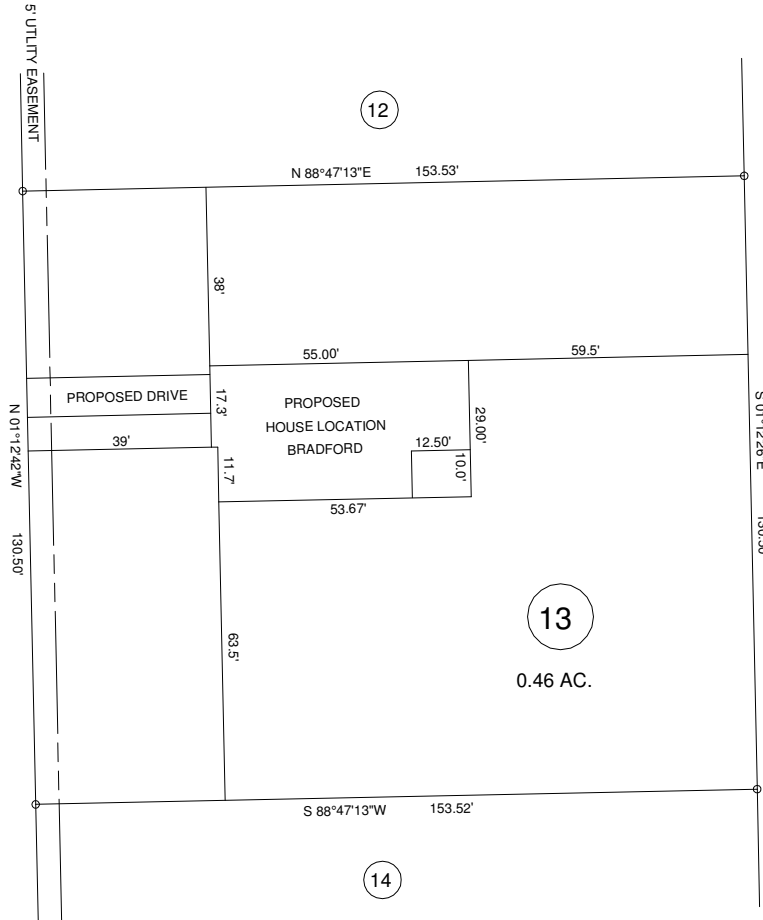 5' UTLITY EASEMENT
12
N 88°47'13"E 153.53'
38'
55.00'
59.5'
PROPOSED DRIVE
17.3'
PROPOSED
HOUSE LOCATION
BRADFORD
29.00'
12.50'
10.0'
39'
11.7'
53.67'
N 01°12'42"W 130.50'
63.5'
13
0.46 AC.
S 88°47'13"W 153.52'
14